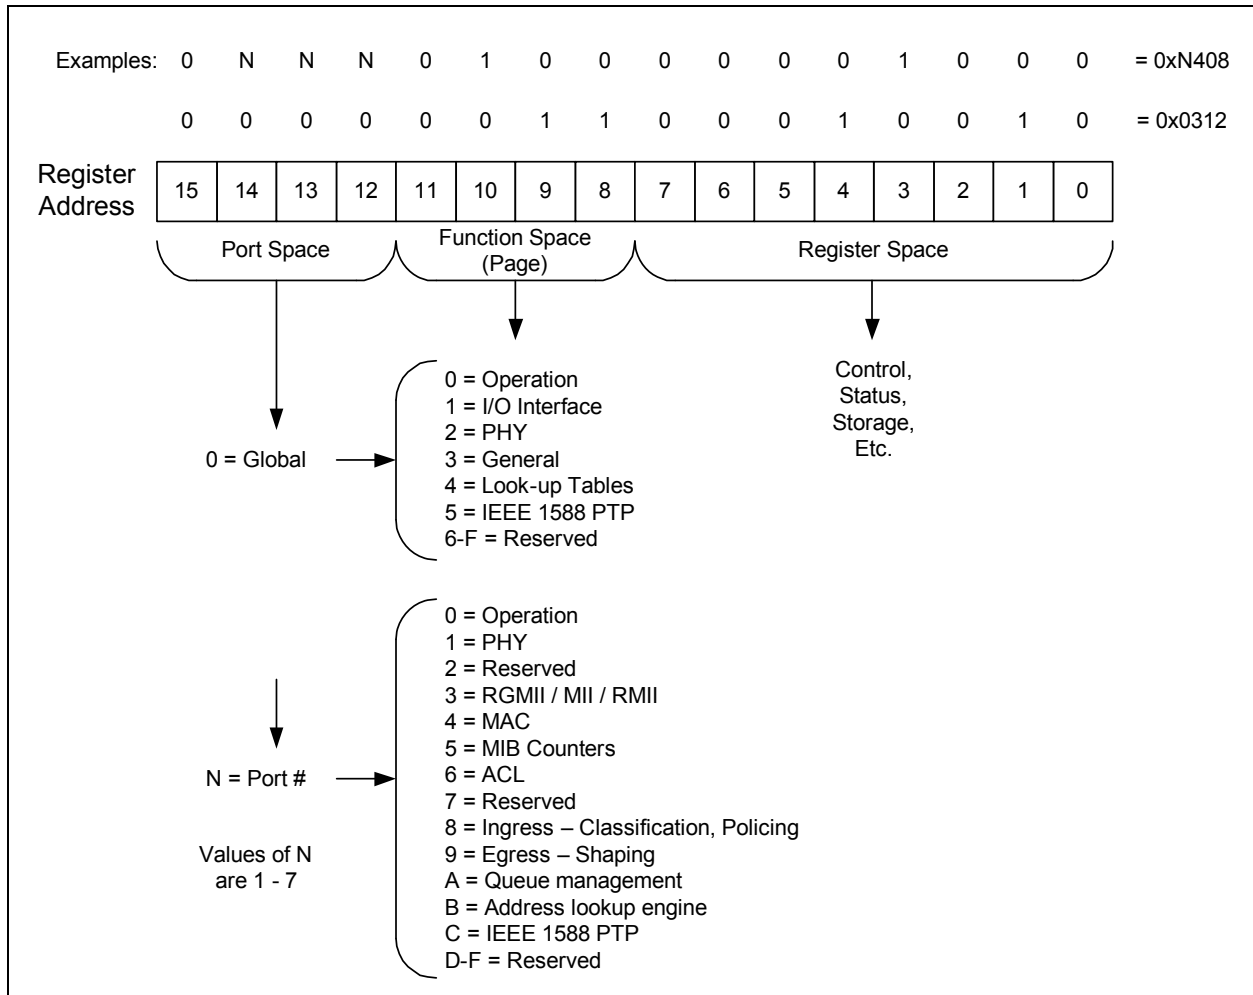 Examples: 0 N N N 0 1 0 0 0 0 0 0 1 0 0 0 = 0xN408
0 0 0 0 0 0 1 1 0 0 0 1 0 0 1 0 = 0x0312
Register
Address
15 14 13 12 11 10 9 8 7 6 5 4 3 2 1 0
Port Space
Function Space
(Page)
Register Space
0 = Global
0 = Operation
1 = I/O Interface
2 = PHY
3 = General
4 = Look-up Tables
5 = IEEE 1588 PTP
6-F = Reserved
Control,
Status,
Storage,
Etc.
N = Port #
Values of N
are 1 - 7
0 = Operation
1 = PHY
2 = Reserved
3 = RGMII / MII / RMII
4 = MAC
5 = MIB Counters
6 = ACL
7 = Reserved
8 = Ingress – Classification, Policing
9 = Egress – Shaping
A = Queue management
B = Address lookup engine
C = IEEE 1588 PTP
D-F = Reserved